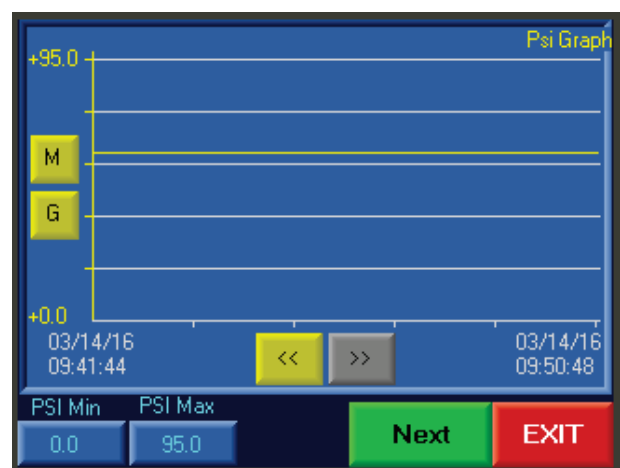 Psi Graph
+95.0
M
G
+0.0
03/14/16
09:41:44
<<
>>
03/14/16
09:50:48
PSI Min
PSI Max
0.0
95.0
Next
EXIT